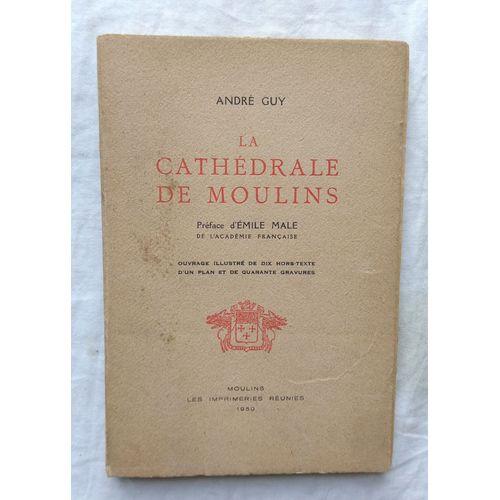 ANDRÉ GUY
LA
CATHÉDRALE
DE MOULINS
Préface d'ÉMILE MALE
DE L'ACADÉMIE FRANÇAISE
OUVRAGE ILLUSTRÉ DE DIX HORS-TEXTE
D'UN PLAN ET DE QUARANTE GRAVURES
MOULINS
LES IMPRIMERIES RÉUNIES
1950